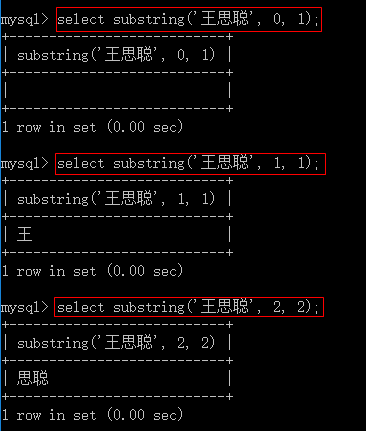 mysql> select substring('王思聪', 0, 1);
+---------------------------+
| substring('王思聪', 0, 1) |
+---------------------------+
|                           |
+---------------------------+
1 row in set (0.00 sec)
mysql> select substring('王思聪', 1, 1);
+---------------------------+
| substring('王思聪', 1, 1) |
+---------------------------+
| 王                        |
+---------------------------+
1 row in set (0.00 sec)
mysql> select substring('王思聪', 2, 2);
+---------------------------+
| substring('王思聪', 2, 2) |
+---------------------------+
| 思聪                      |
+---------------------------+
1 row in set (0.00 sec)